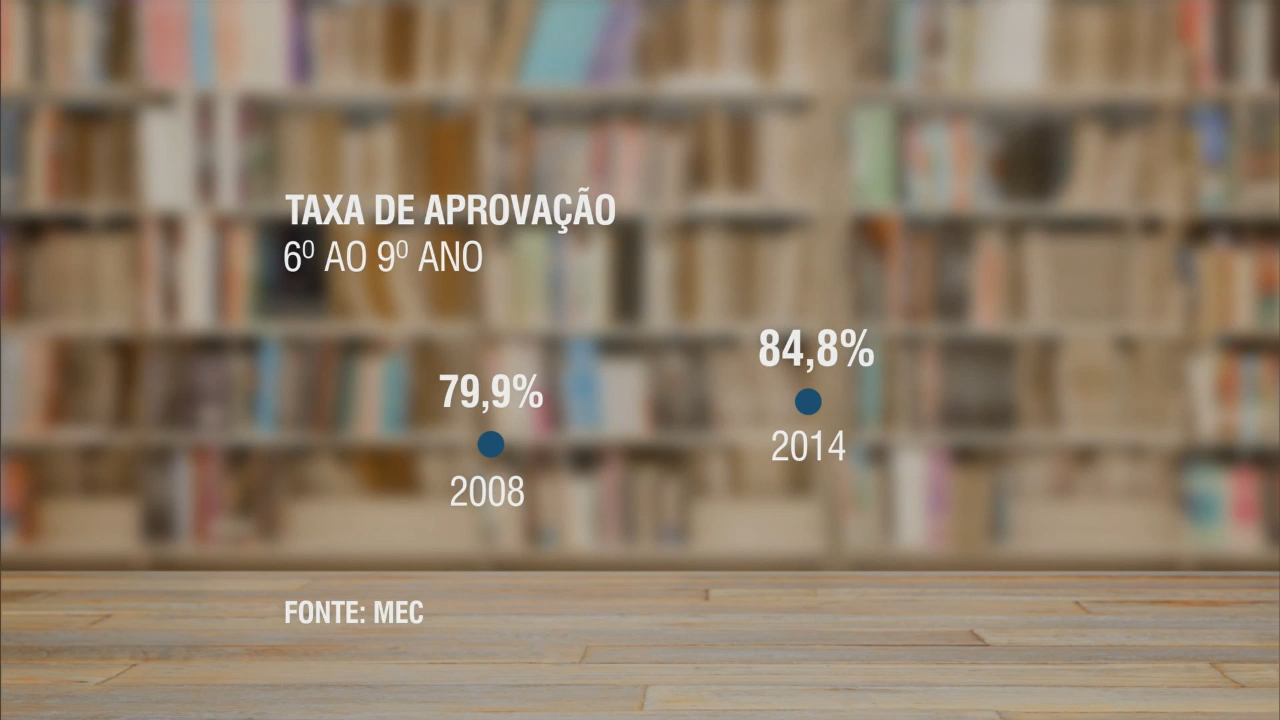 TAXA DE APROVAÇÃO
6º AO 9º ANO
84,8%
79,9%
2014
2008
FONTE: MEC